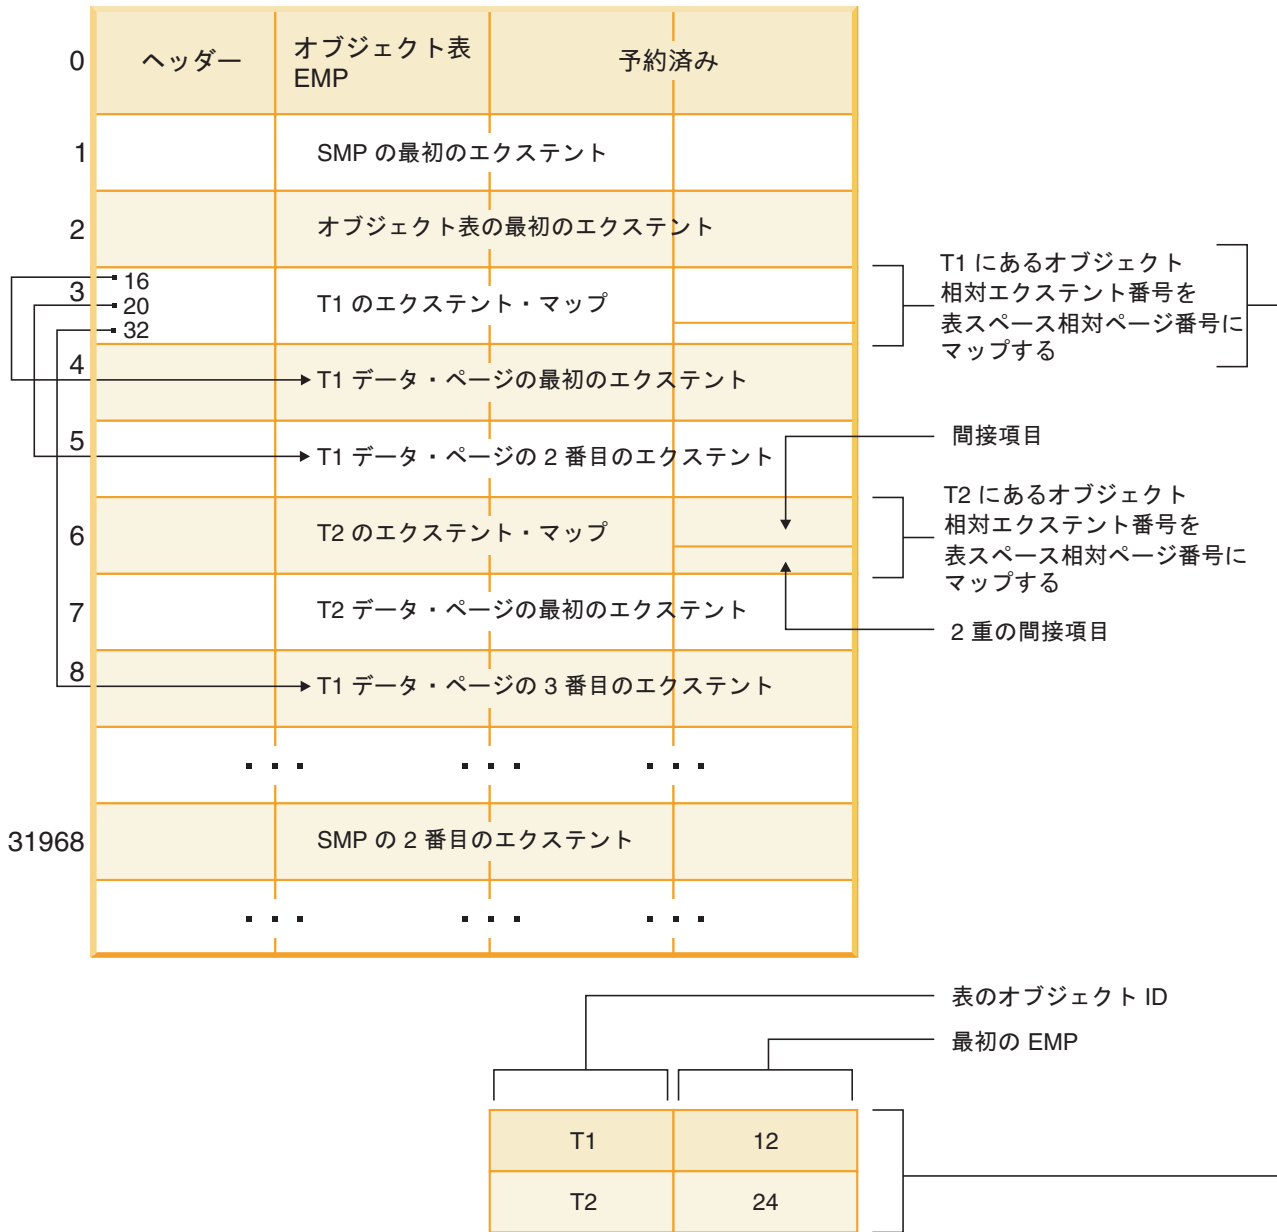 0
ヘッダー
オブジェクト表
EMP
予約済み
1
SMP の最初のエクステント
2
オブジェクト表の最初のエクステント
3
16
20
32
T1 のエクステント・マップ
T1 にあるオブジェクト
相対エクステント番号を
表スペース相対ページ番号に
マップする
4
T1 データ・ページの最初のエクステント
5
T1 データ・ページの 2 番目のエクステント
間接項目
6
T2 のエクステント・マップ
T2 にあるオブジェクト
相対エクステント番号を
表スペース相対ページ番号に
マップする
7
T2 データ・ページの最初のエクステント
2 重の間接項目
8
T1 データ・ページの 3 番目のエクステント
31968
SMP の 2 番目のエクステント
表のオブジェクト ID
最初の EMP
T1
12
T2
24